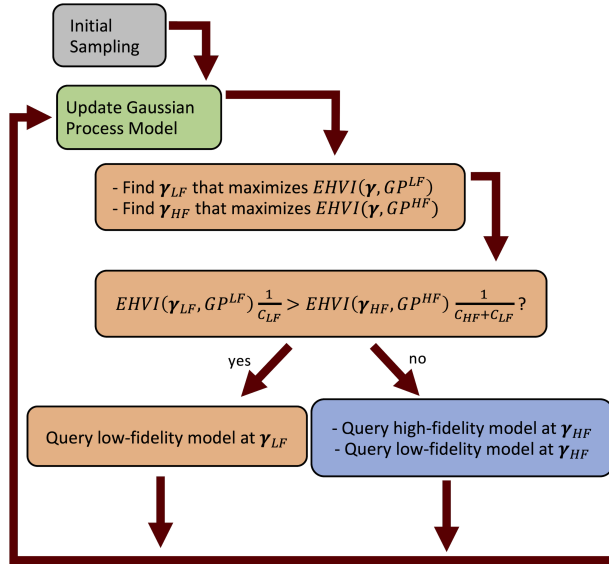 Initial
Sampling
Update Gaussian
Process Model
- Find γ_LF that maximizes EHVI(γ, GP^LF)
- Find γ_HF that maximizes EHVI(γ, GP^HF)
EHVI(γ_LF, GP^LF) 1/C_LF > EHVI(γ_HF, GP^HF) 1/(C_HF+C_LF) ?
yes
no
Query low-fidelity model at γ_LF
- Query high-fidelity model at γ_HF
- Query low-fidelity model at γ_HF